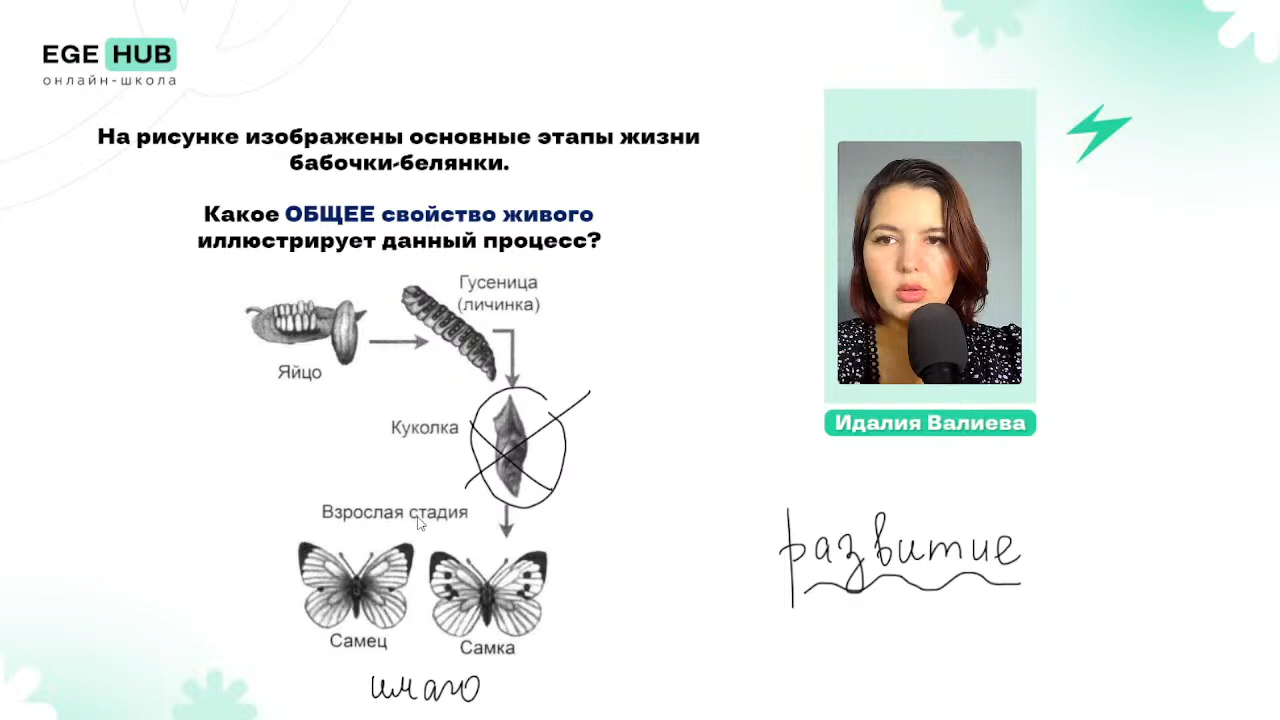 EGE HUB
онлайн-школа
На рисунке изображены основные этапы жизни
бабочки-белянки.
Какое ОБЩЕЕ свойство живого
иллюстрирует данный процесс?
Гусеница
(личинка)
Яйцо
Куколка
Взрослая стадия
Самец
Самка
имаго
Идалия Валиева
развитие